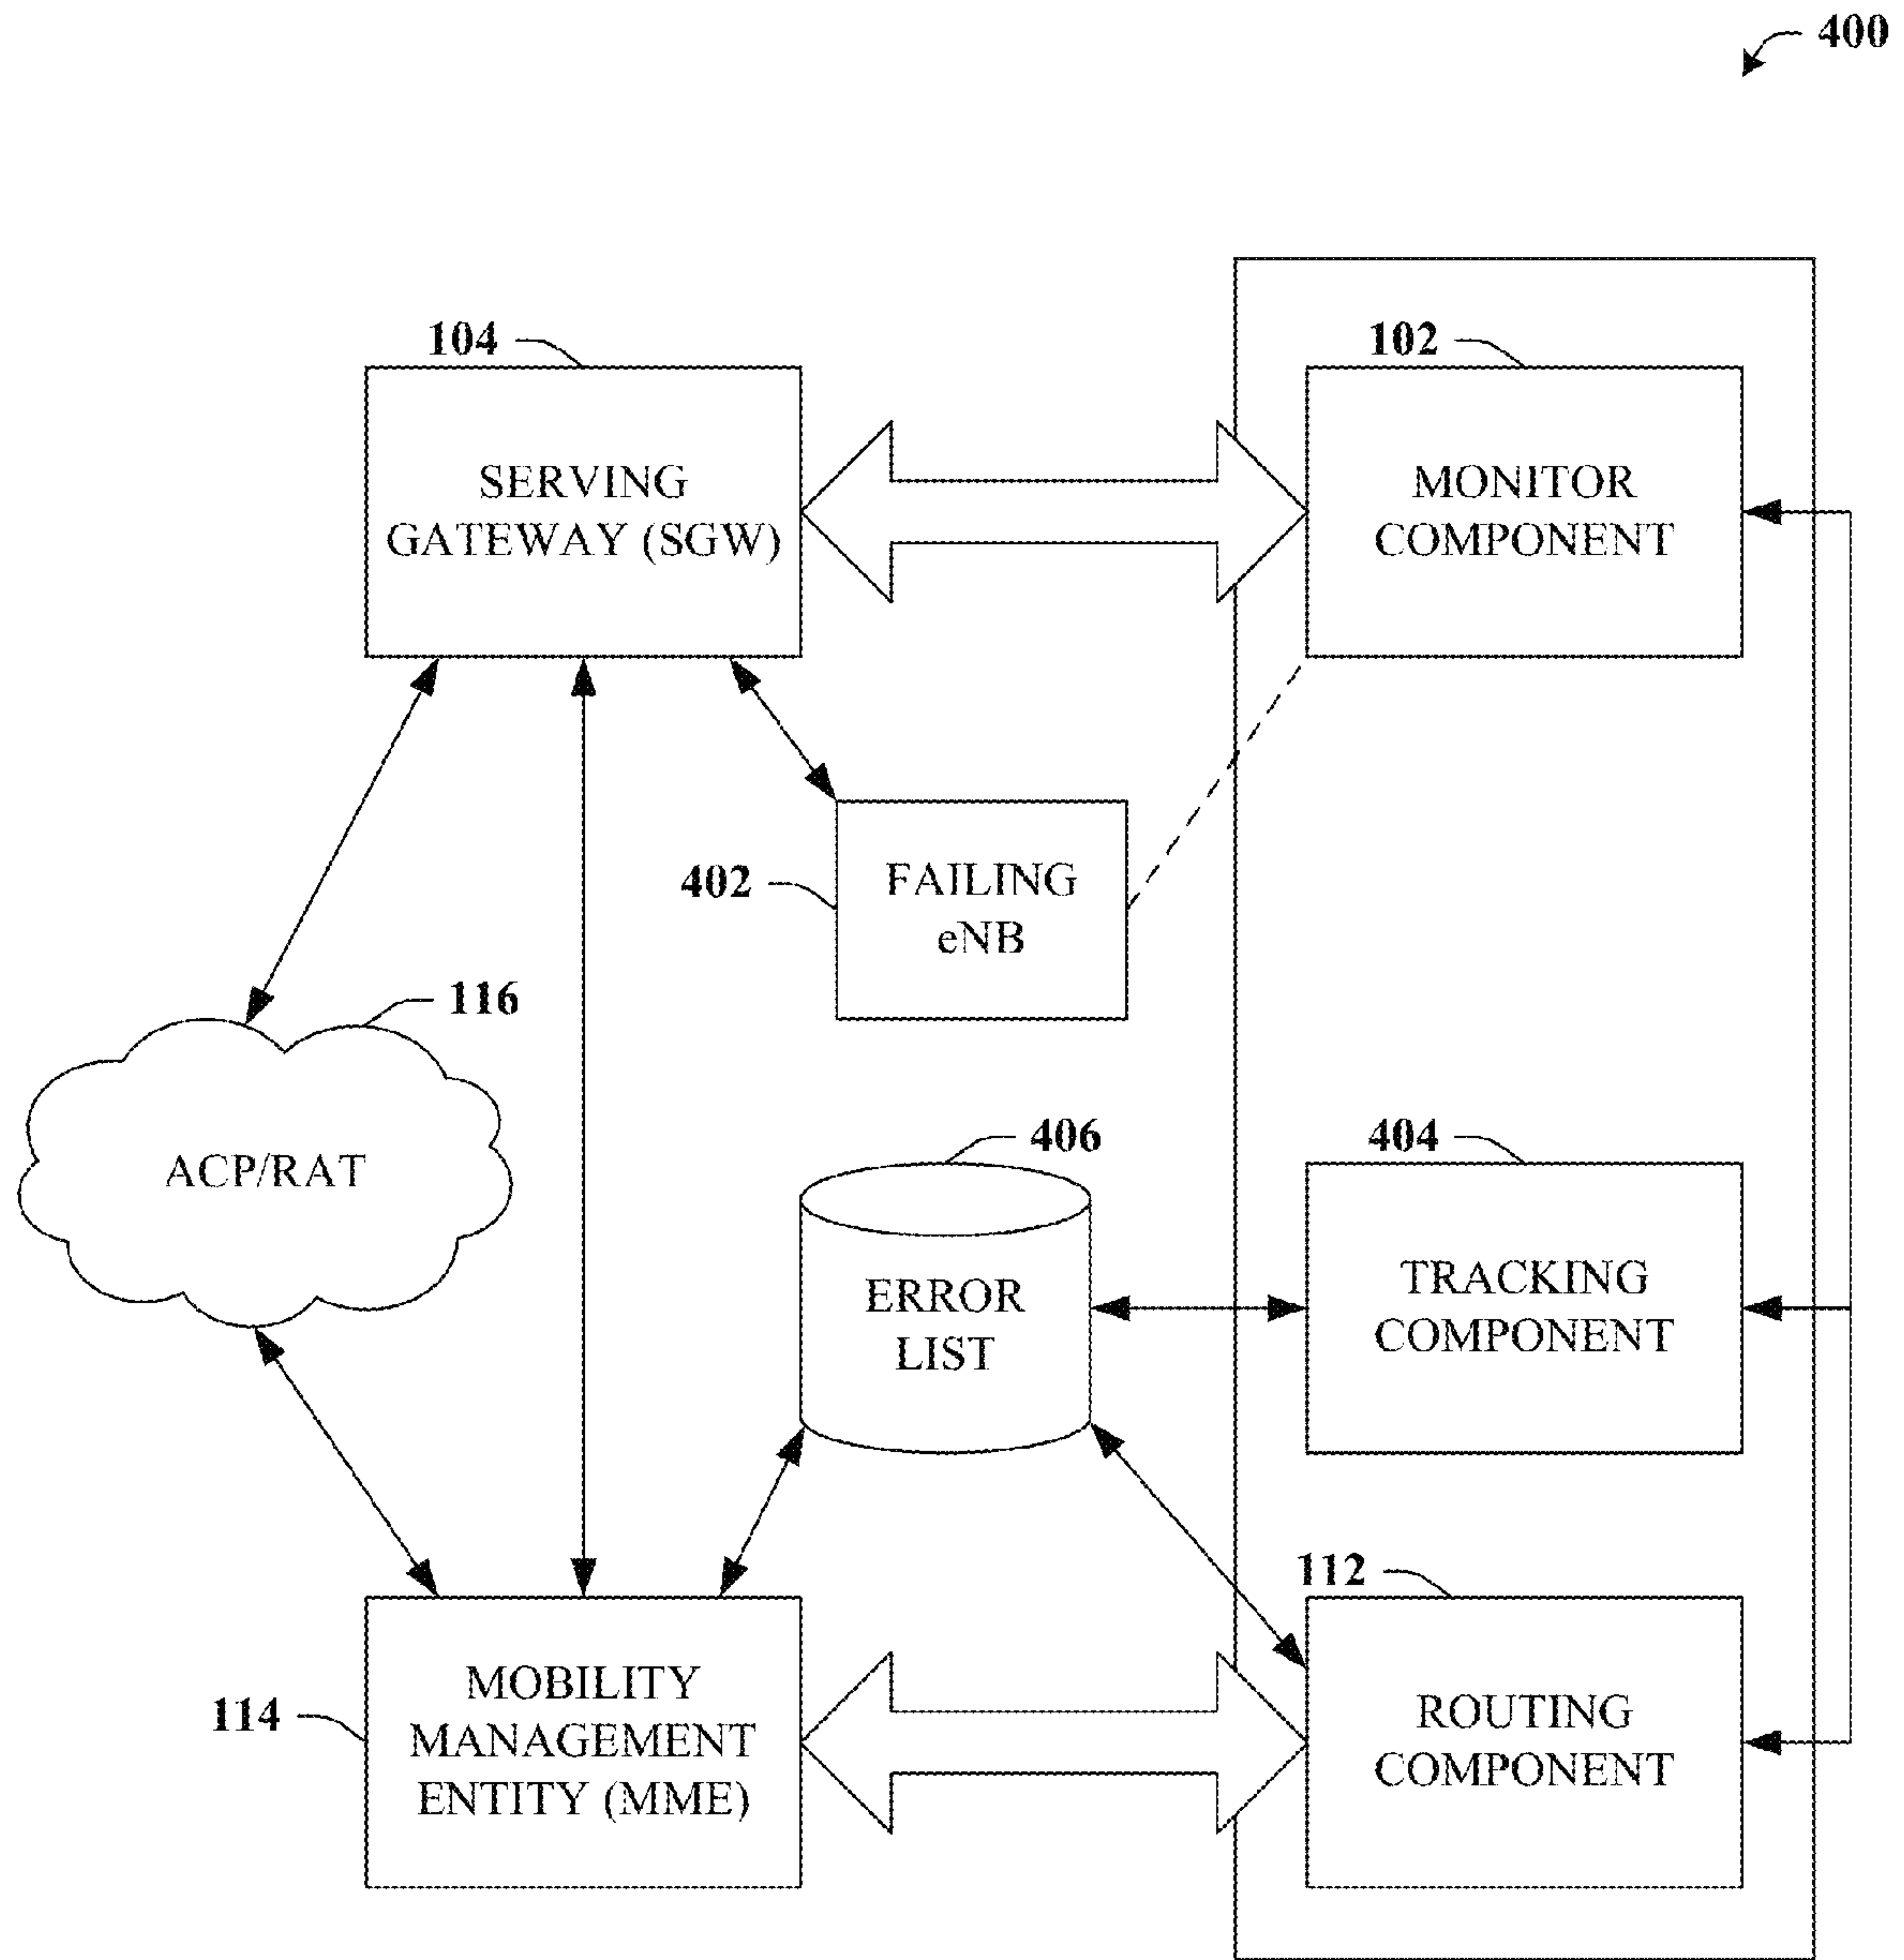 400
104
SERVING
GATEWAY (SGW)
102
MONITOR
COMPONENT
402
FAILING
eNB
116
ACP/RAT
406
ERROR
LIST
404
TRACKING
COMPONENT
114
MOBILITY
MANAGEMENT
ENTITY (MME)
112
ROUTING
COMPONENT